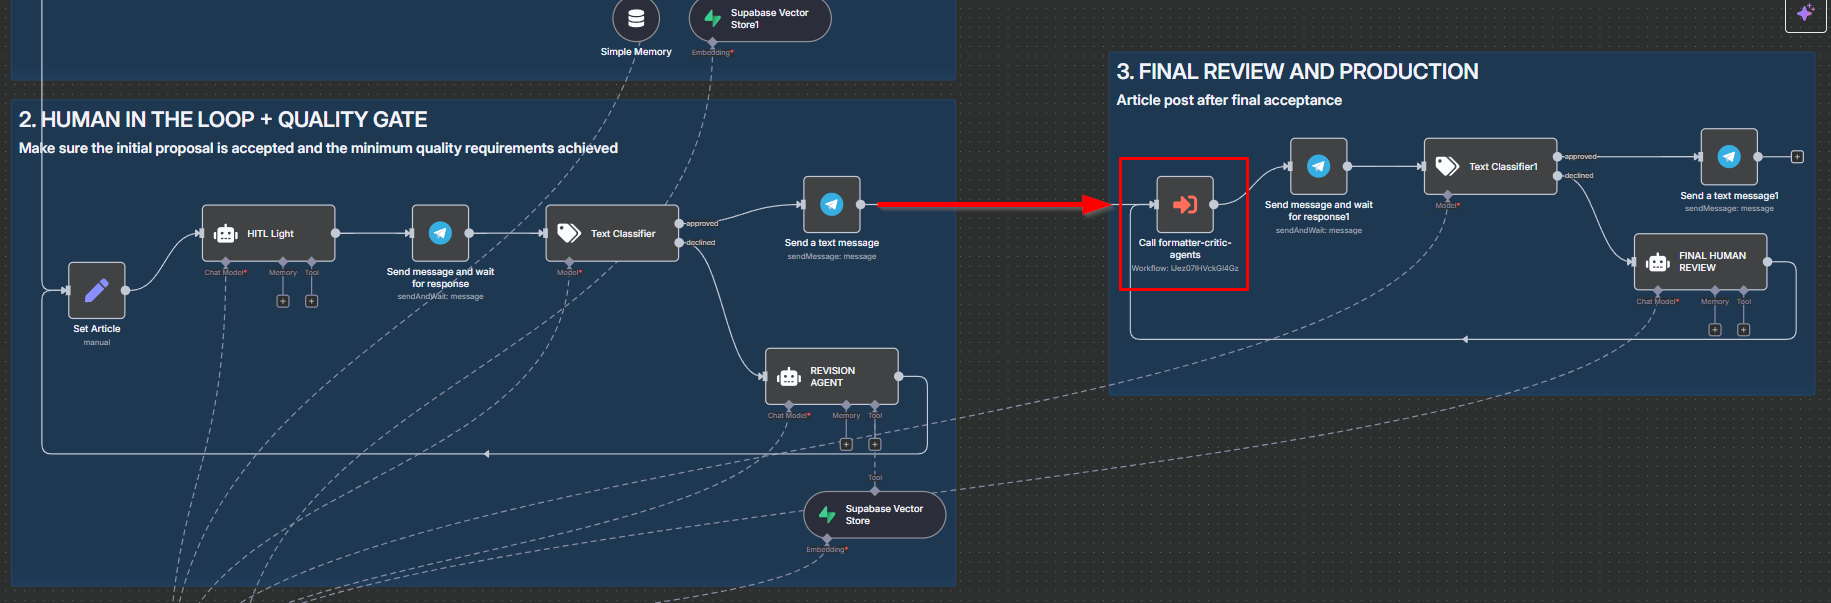 Simple Memory
Supabase Vector
Store1
Embedding*
2. HUMAN IN THE LOOP + QUALITY GATE
Make sure the initial proposal is accepted and the minimum quality requirements achieved
Set Article
manual
HITL Light
Chat Model*
Memory
Tool
Send message and wait
for response
sendAndWait: message
Text Classifier
Model*
approved
declined
Send a text message
sendMessage: message
REVISION
AGENT
Chat Model*
Memory
Tool
Tool
Supabase Vector
Store
Embedding*
3. FINAL REVIEW AND PRODUCTION
Article post after final acceptance
Call formatter-critic-
agents
Send message and wait
for response1
sendAndWait: message
Text Classifier1
Model*
approved
declined
Send a text message1
sendMessage: message
FINAL HUMAN
REVIEW
Chat Model*
Memory
Tool